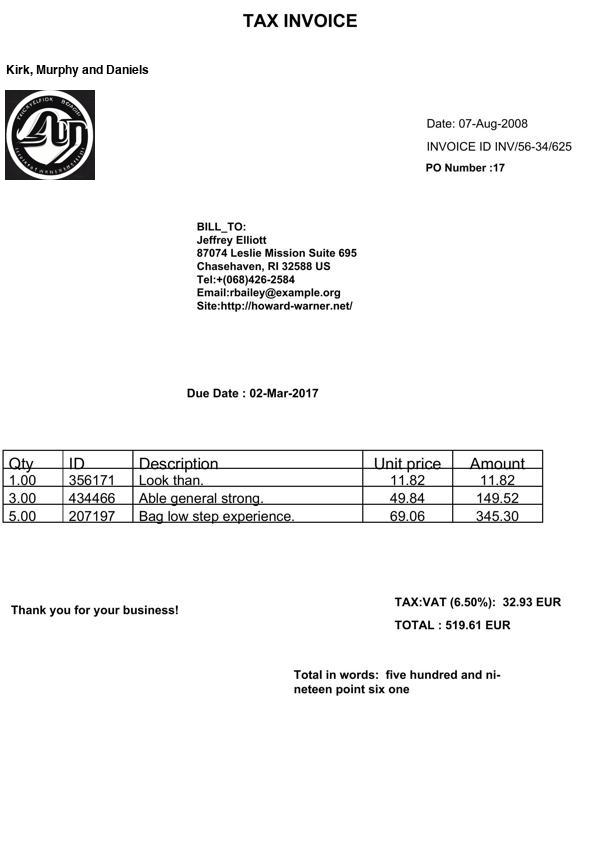 TAX INVOICE
Kirk, Murphy and Daniels
Date: 07-Aug-2008
INVOICE ID INV/56-34/625
PO Number :17
BILL_TO:
Jeffrey Elliott
87074 Leslie Mission Suite 695
Chasehaven, RI 32588 US
Tel:+(068)426-2584
Email:rbailey@example.org
Site:http://howard-warner.net/
Due Date : 02-Mar-2017
Qty ID Description Unit price Amount
1.00 356171 Look than. 11.82 11.82
3.00 434466 Able general strong. 49.84 149.52
5.00 207197 Bag low step experience. 69.06 345.30
TAX:VAT (6.50%): 32.93 EUR
Thank you for your business!
TOTAL : 519.61 EUR
Total in words: five hundred and ni-
neteen point six one